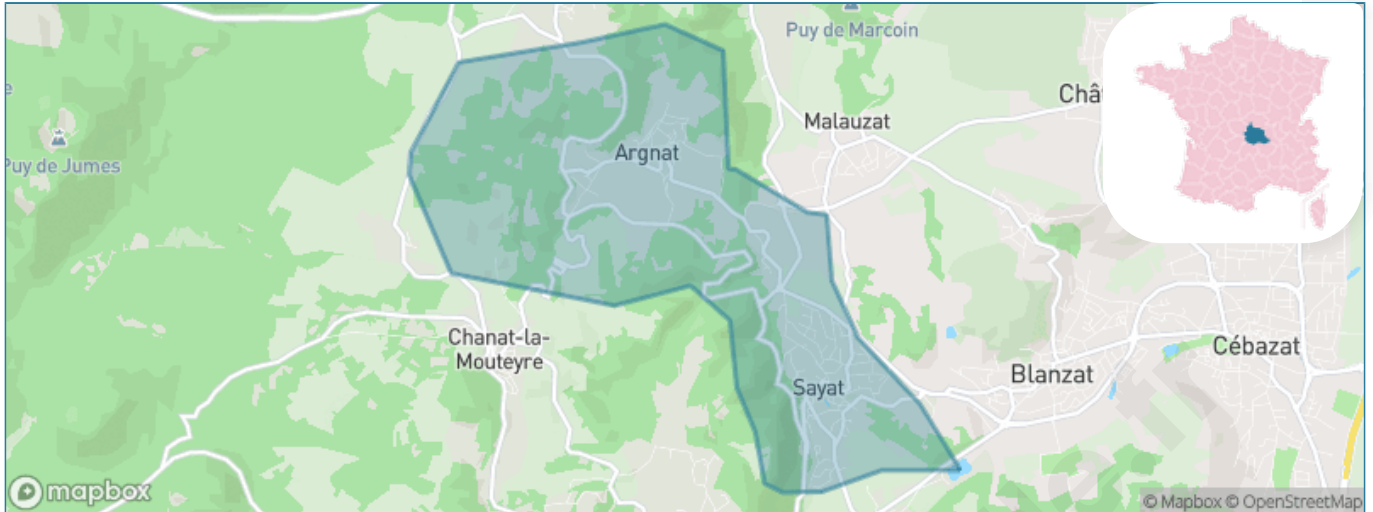 Puy de Marcoin
Châ
Malauzat
e
Puy de Jumes
Argnat
Chanat-la-
Mouteyre
Cébazat
Blanzat
Sayat
mapbox
© Mapbox © OpenStreetMap